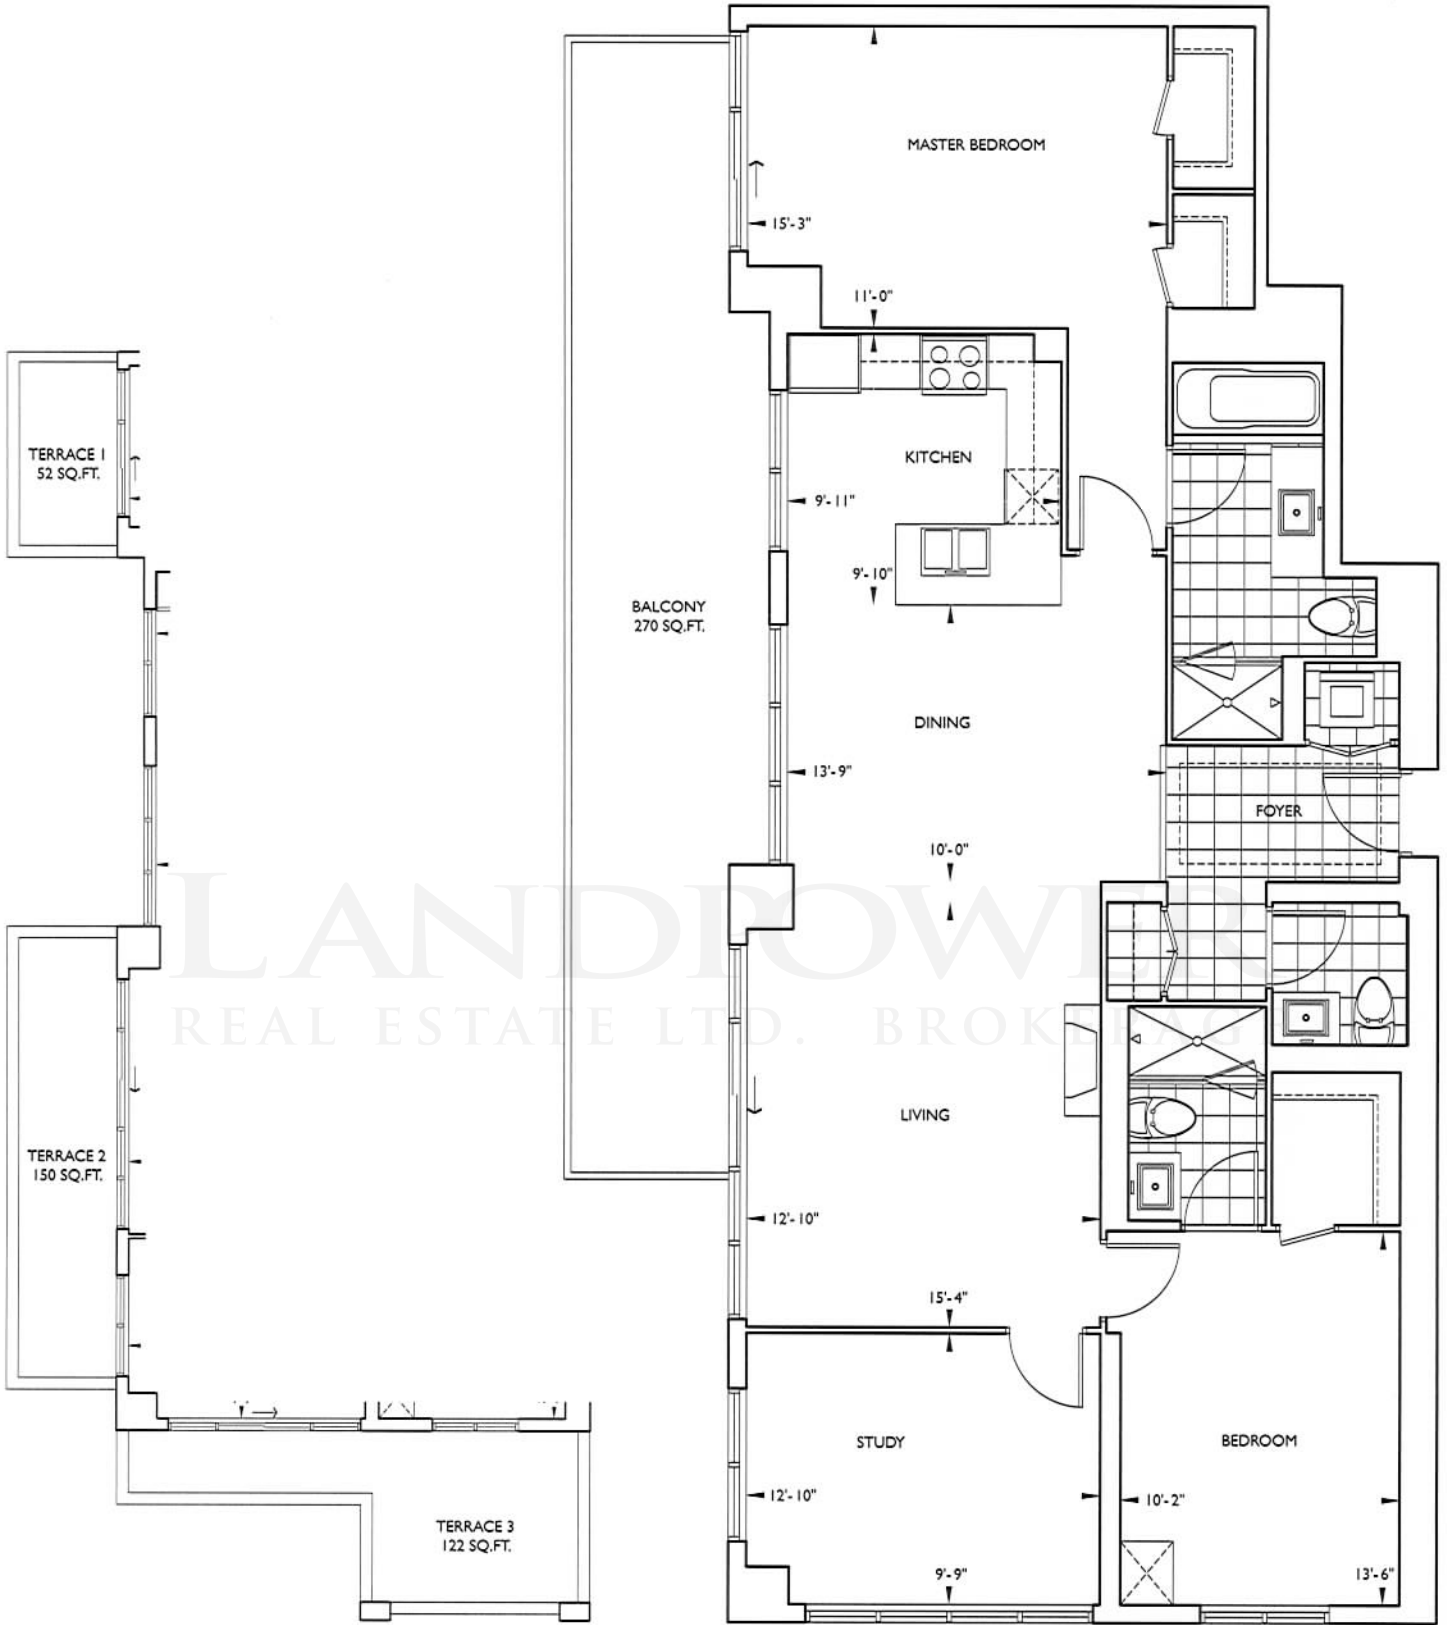 MASTER BEDROOM
15'-3"
11'-0"
TERRACE 1
52 SQ.FT.
KITCHEN
9'-11"
9'-10"
BALCONY
270 SQ.FT.
DINING
13'-9"
FOYER
10'-0"
LANDPOWER
REAL ESTATE LTD. BROKERAG
LIVING
TERRACE 2
150 SQ.FT.
12'-10"
15'-4"
STUDY
BEDROOM
12'-10"
10'-2"
TERRACE 3
122 SQ.FT.
9'-9"
13'-6"